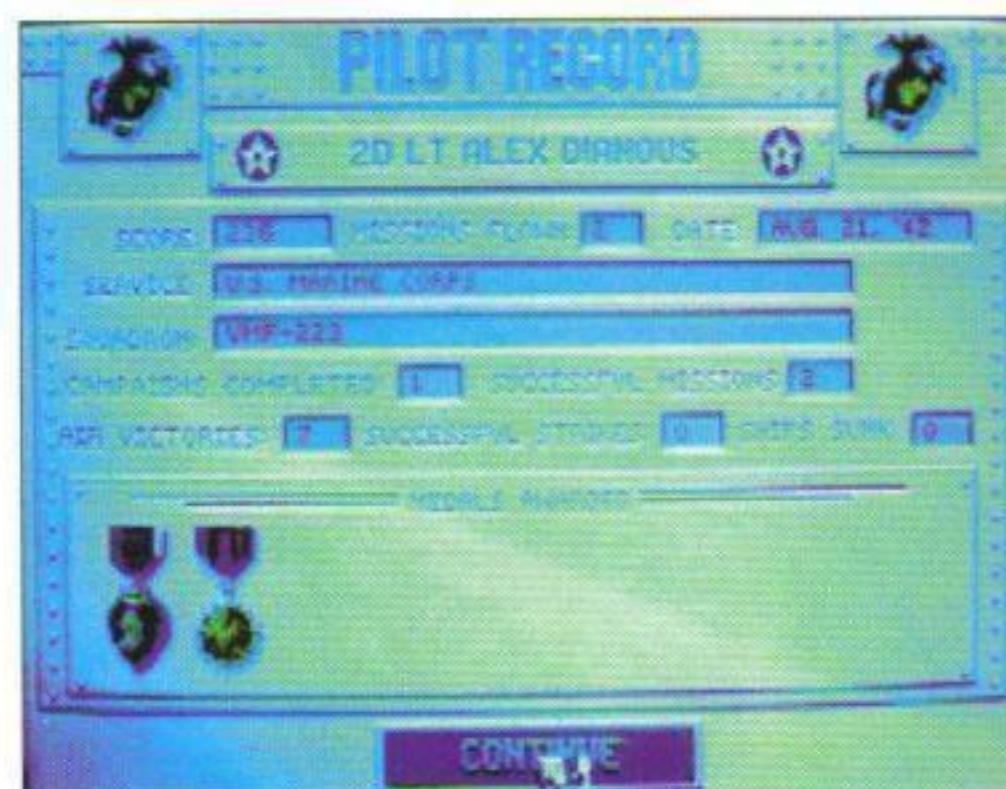 PILOT RECORD
2D LT ALEX DIAMOUS
SCORE MISSIONS FLOWN 2 DATE AUG 21, '42
SERVICE U.S. MARINE CORPS
SQUADRON VMF-223
CAMPAIGNS COMPLETED 1 SUCCESSFUL MISSIONS 2
AIR VICTORIES 7 SUCCESSFUL STRIKES 0 SHIPS SUNK 0
MEDALS AWARDED
CONTINUE